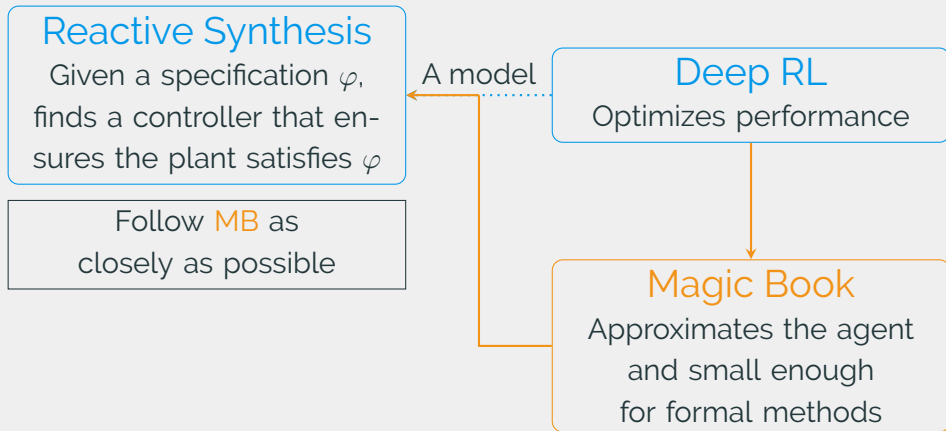 Reactive Synthesis
Given a specification φ,
finds a controller that en-
sures the plant satisfies φ
Follow MB as
closely as possible
A model
Deep RL
Optimizes performance
Magic Book
Approximates the agent
and small enough
for formal methods